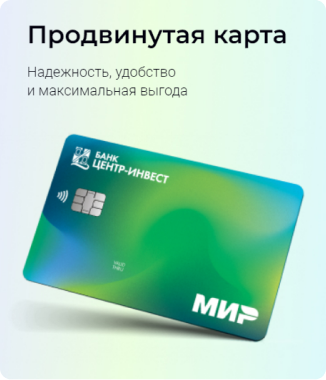 Продвинутая карта
Надежность, удобство
и максимальная выгода
БАНК
ЦЕНТР-ИНВЕСТ
МИР